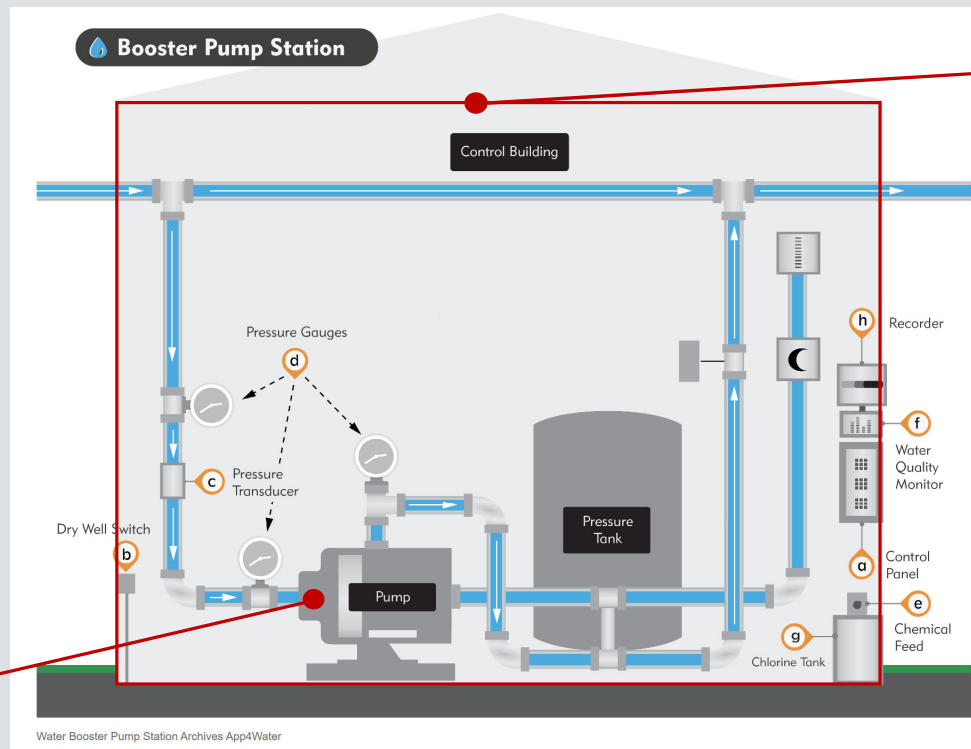 Booster Pump Station
Control Building
h
Recorder
Pressure Gauges
d
f
Water
Quality
Monitor
c
Pressure
Transducer
Dry Well Switch
b
Pressure
Tank
a
Control
Panel
Pump
e
Chemical
Feed
g
Chlorine Tank
Water Booster Pump Station Archives App4Water